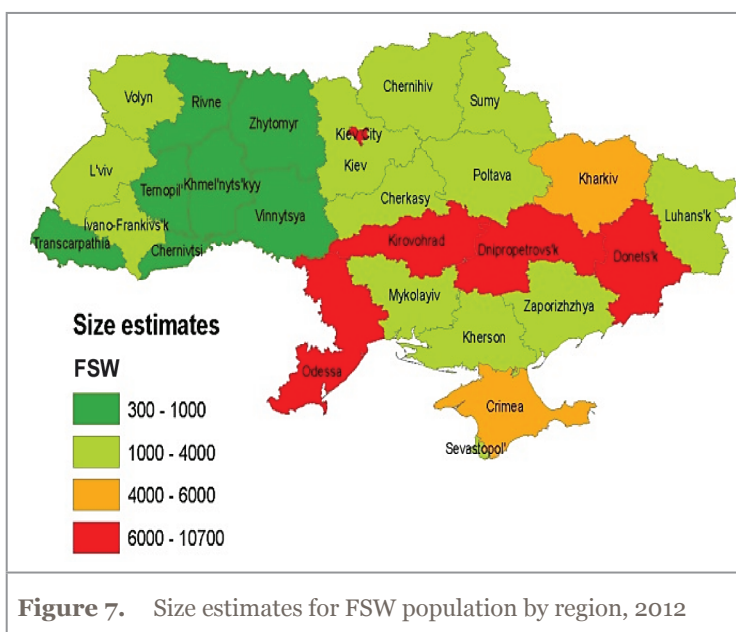 Volyn
Rivne
Zhytomyr
Chernihiv
Sumy
Kiev City
Kiev
L'viv
Ternopil'
Khmel'nyts'kyy
Cherkasy
Poltava
Kharkiv
Luhans'k
Ivano-Frankivs'k
Transcarpathia
Chernivtsi
Vinnytsya
Kirovohrad
Dnipropetrovs'k
Donets'k
Mykolayiv
Zaporizhzhya
Kherson
Odessa
Crimea
Sevastopol'
Size estimates
FSW
300 - 1000
1000 - 4000
4000 - 6000
6000 - 10700
Figure 7. Size estimates for FSW population by region, 2012